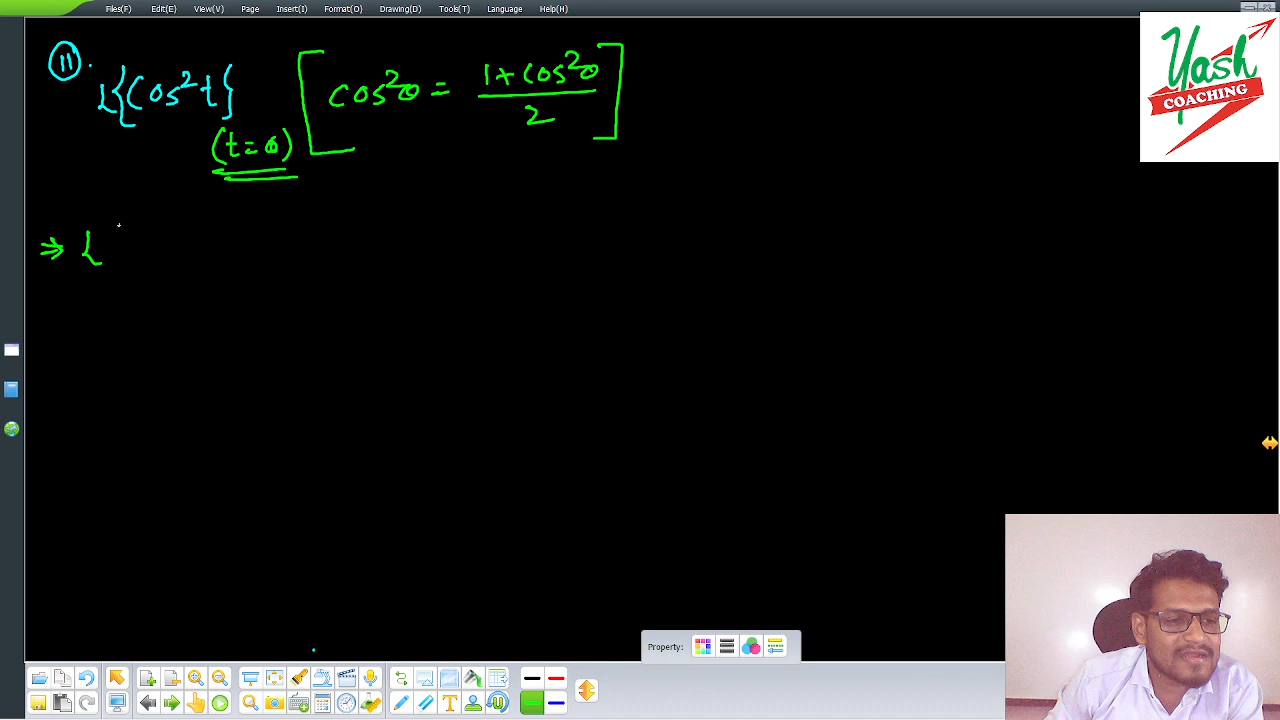 Files(F) Edit(E) View(V) Page Insert(I) Format(O) Drawing(D) Tools(T) Language Help(H)
11. L{Cos²t} [cos²θ = 1+Cos²θ / 2]
(t=θ)
⇒ L
Yash
COACHING
Property: